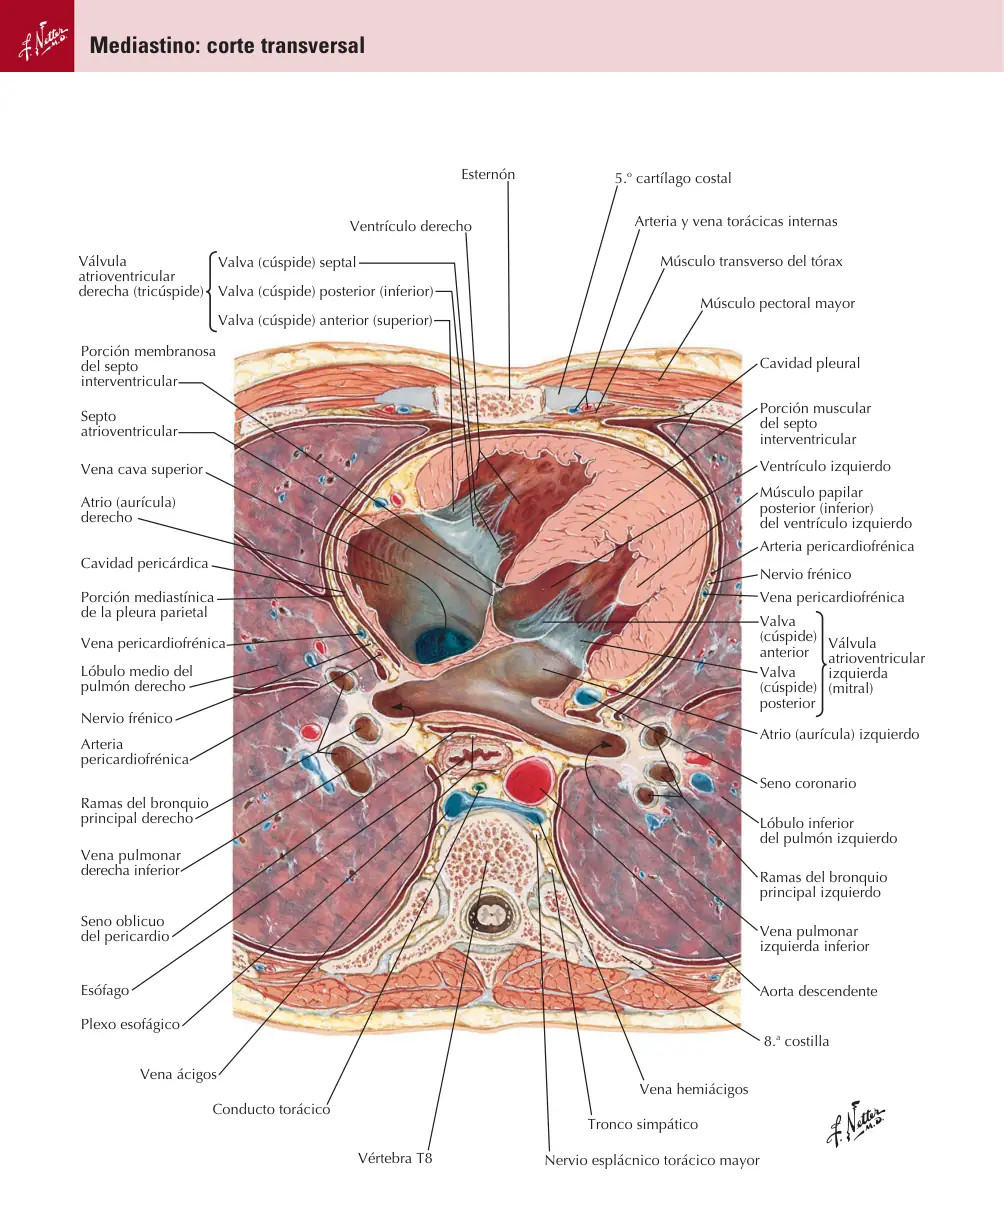 F. Netter M.D.
Mediastino: corte transversal
Esternón
5.º cartílago costal
Ventrículo derecho
Arteria y vena torácicas internas
Válvula
atrioventricular
derecha (tricúspide)
Valva (cúspide) septal
Valva (cúspide) posterior (inferior)
Valva (cúspide) anterior (superior)
Músculo transverso del tórax
Músculo pectoral mayor
Porción membranosa
del septo
interventricular
Septo
atrioventricular
Vena cava superior
Atrio (aurícula)
derecho
Cavidad pericárdica
Porción mediastínica
de la pleura parietal
Vena pericardiofrénica
Lóbulo medio del
pulmón derecho
Nervio frénico
Arteria
pericardiofrénica
Ramas del bronquio
principal derecho
Vena pulmonar
derecha inferior
Seno oblicuo
del pericardio
Esófago
Plexo esofágico
Vena ácigos
Conducto torácico
Vértebra T8
Cavidad pleural
Porción muscular
del septo
interventricular
Ventrículo izquierdo
Músculo papilar
posterior (inferior)
del ventrículo izquierdo
Arteria pericardiofrénica
Nervio frénico
Vena pericardiofrénica
Valva
(cúspide)
anterior
Valva
(cúspide)
posterior
Válvula
atrioventricular
izquierda
(mitral)
Atrio (aurícula) izquierdo
Seno coronario
Lóbulo inferior
del pulmón izquierdo
Ramas del bronquio
principal izquierdo
Vena pulmonar
izquierda inferior
Aorta descendente
8.ª costilla
Vena hemiácigos
Tronco simpático
Nervio esplácnico torácico mayor
F. Netter M.D.